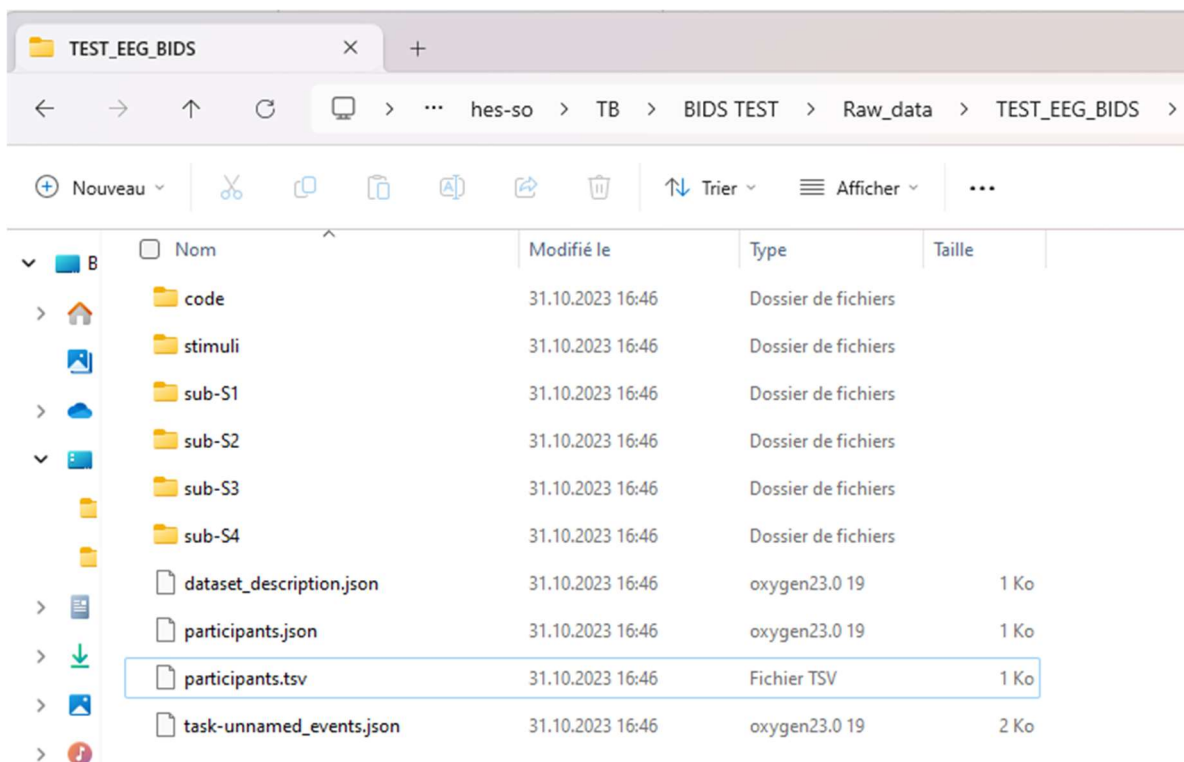 TEST_EEG_BIDS
··· hes-so > TB > BIDS TEST > Raw_data > TEST_EEG_BIDS >
Nouveau Trier Afficher ···
Nom Modifié le Type Taille
B
code 31.10.2023 16:46 Dossier de fichiers
stimuli 31.10.2023 16:46 Dossier de fichiers
sub-S1 31.10.2023 16:46 Dossier de fichiers
sub-S2 31.10.2023 16:46 Dossier de fichiers
sub-S3 31.10.2023 16:46 Dossier de fichiers
sub-S4 31.10.2023 16:46 Dossier de fichiers
dataset_description.json 31.10.2023 16:46 oxygen23.0 19 1 Ko
participants.json 31.10.2023 16:46 oxygen23.0 19 1 Ko
participants.tsv 31.10.2023 16:46 Fichier TSV 1 Ko
task-unnamed_events.json 31.10.2023 16:46 oxygen23.0 19 2 Ko